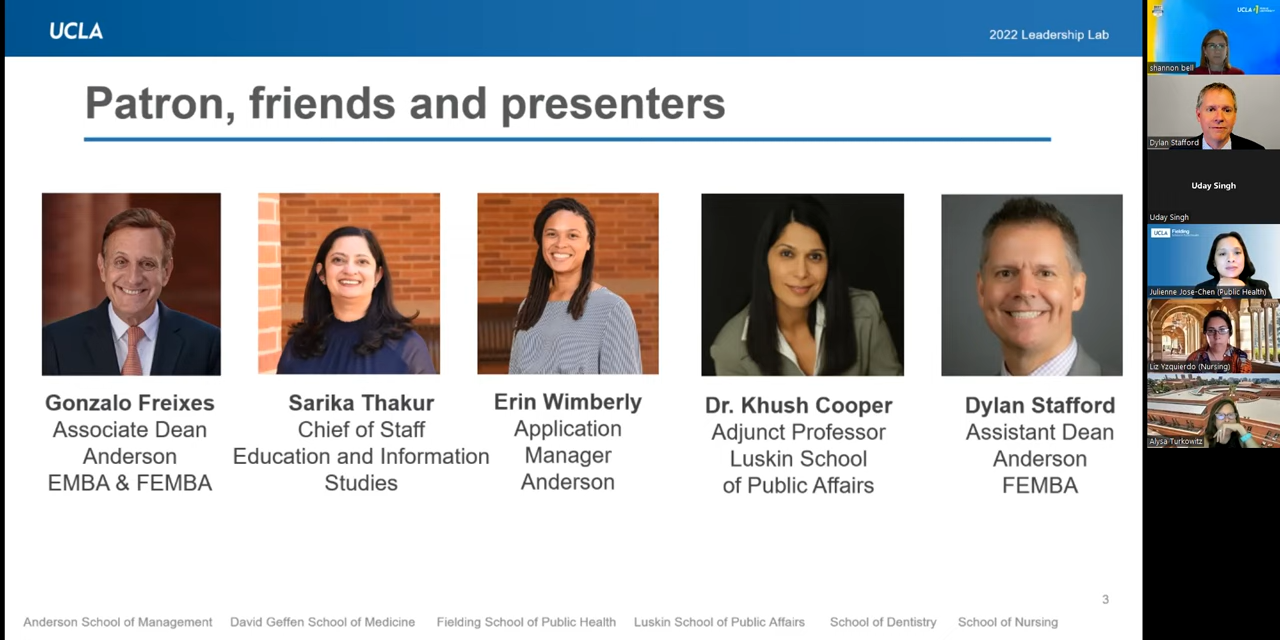 UCLA
2022 Leadership Lab
Patron, friends and presenters
Gonzalo Freixes
Associate Dean
Anderson
EMBA & FEMBA
Sarika Thakur
Chief of Staff
Education and Information
Studies
Erin Wimberly
Application
Manager
Anderson
Dr. Khush Cooper
Adjunct Professor
Luskin School
of Public Affairs
Dylan Stafford
Assistant Dean
Anderson
FEMBA
3
Anderson School of Management
David Geffen School of Medicine
Fielding School of Public Health
Luskin School of Public Affairs
School of Dentistry
School of Nursing
UCLA
shannon bell
Dylan Stafford
Uday Singh
Uday Singh
UCLA Fielding
Julienne Jose-Chen (Public Health)
Liz Yzquierdo (Nursing)
Alysa Turkowitz